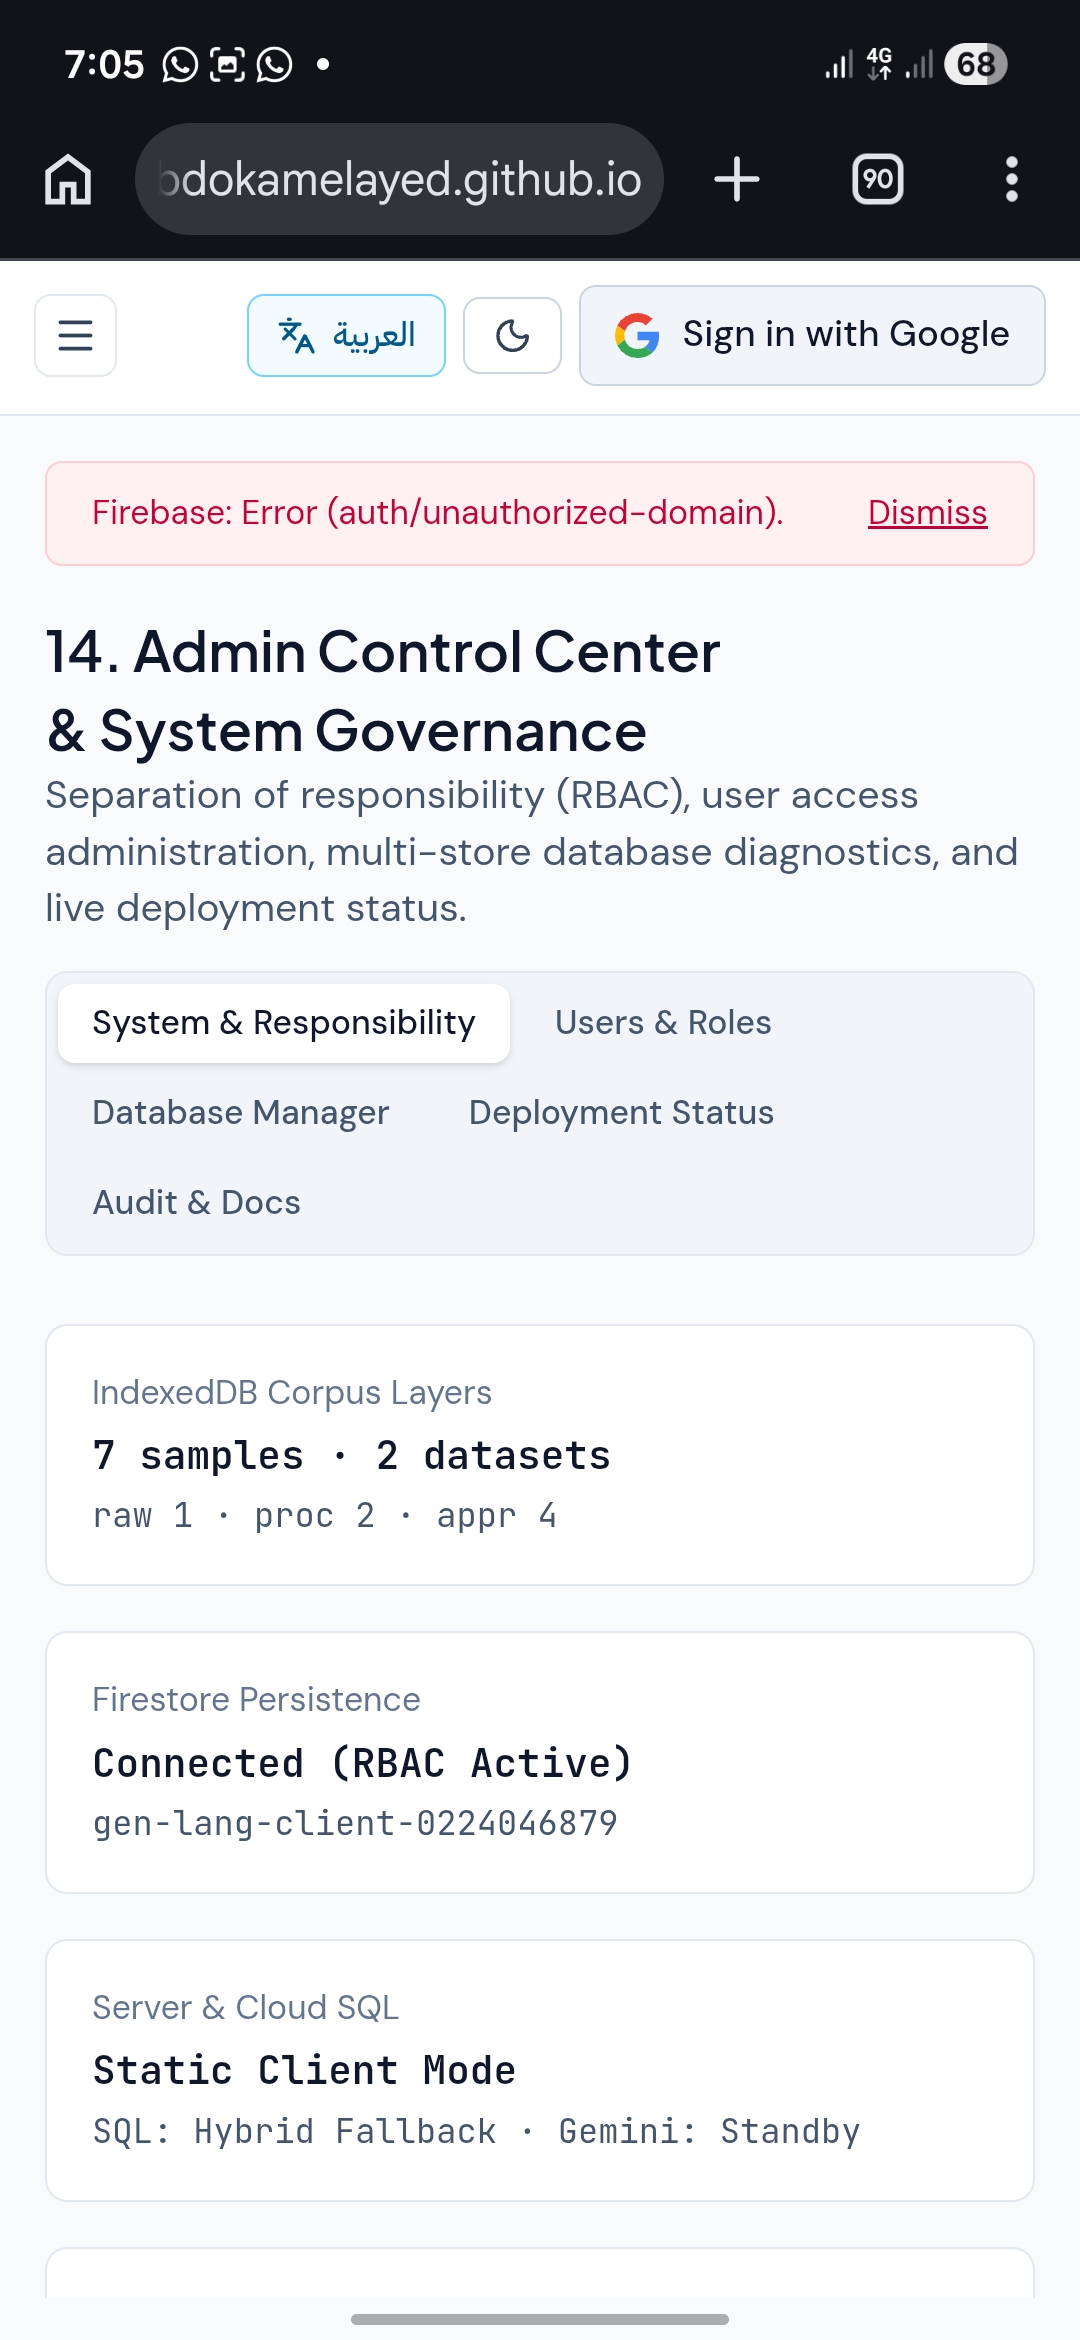 7:05
4G
68
bdokamelayed.github.io
90
العربية
Sign in with Google
Firebase: Error (auth/unauthorized-domain).
Dismiss
14. Admin Control Center
& System Governance
Separation of responsibility (RBAC), user access
administration, multi-store database diagnostics, and
live deployment status.
System & Responsibility
Users & Roles
Database Manager
Deployment Status
Audit & Docs
IndexedDB Corpus Layers
7 samples · 2 datasets
raw 1 · proc 2 · appr 4
Firestore Persistence
Connected (RBAC Active)
gen-lang-client-0224046879
Server & Cloud SQL
Static Client Mode
SQL: Hybrid Fallback · Gemini: Standby